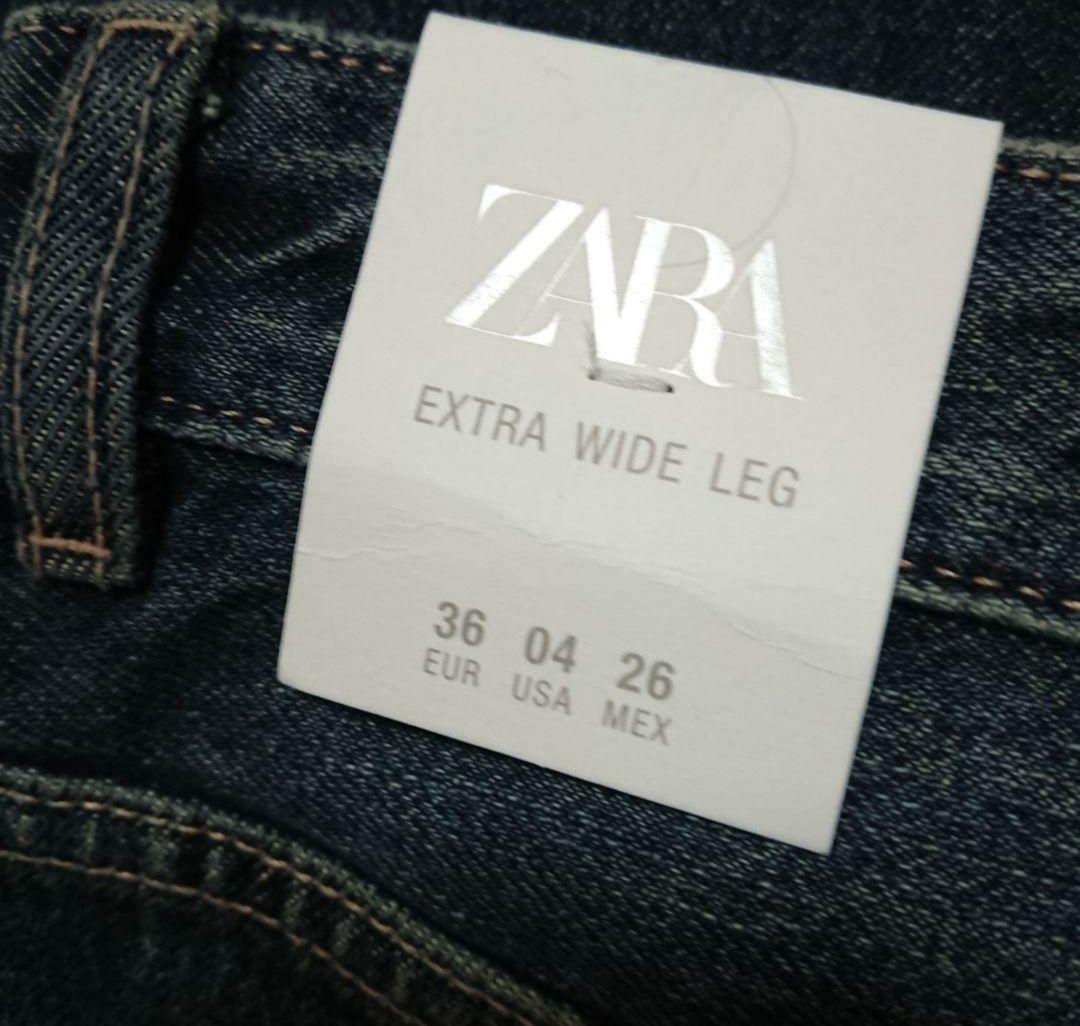 ZARA
EXTRA WIDE LEG
36 04 26
EUR USA MEX